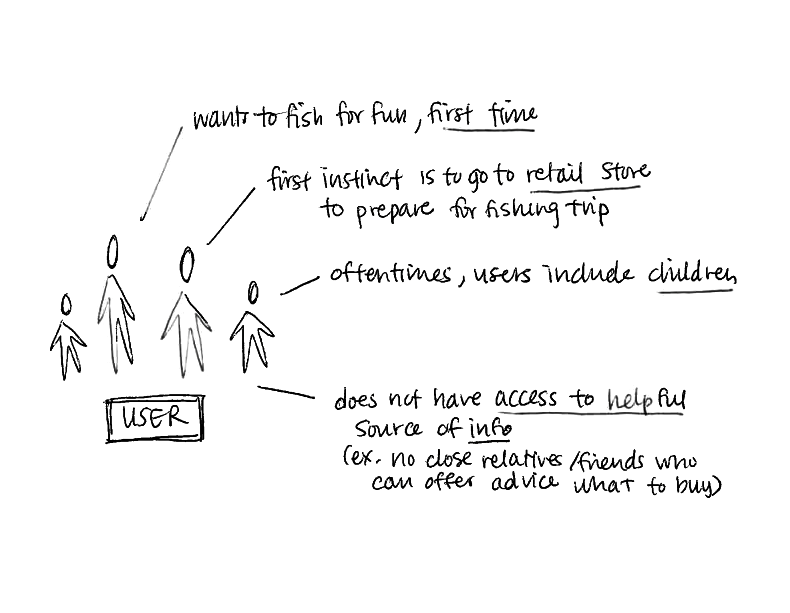 wants to fish for fun, first time
first instinct is to go to retail store
to prepare for fishing trip
oftentimes, users include children
does not have access to helpful
source of info
(ex. no close relatives/friends who
can offer advice what to buy)
USER